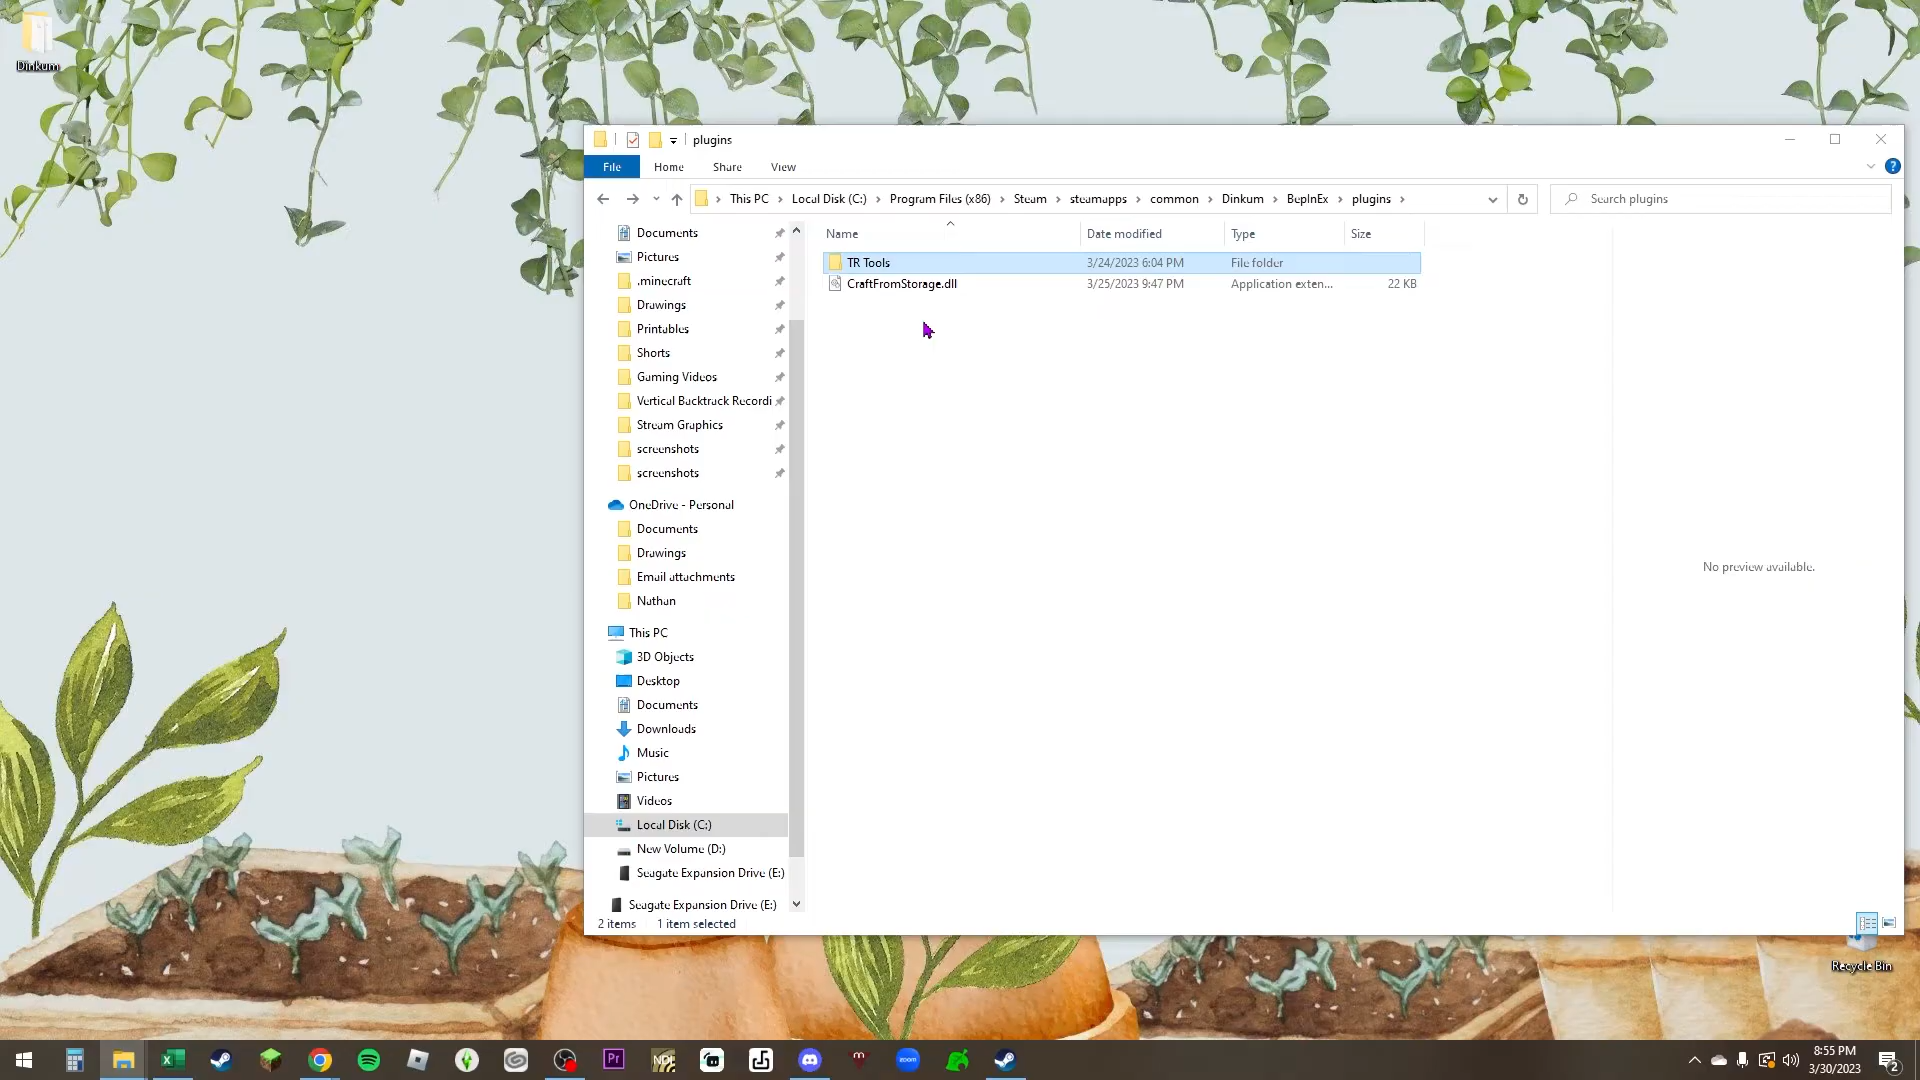 Dinkum
plugins
File Home Share View
This PC Local Disk (C:) Program Files (x86) Steam steamapps common Dinkum BepInEx plugins
Search plugins
Name Date modified Type Size
TR Tools 3/24/2023 6:04 PM File folder
CraftFromStorage.dll 3/25/2023 9:47 PM Application exten... 22 KB
Documents
Pictures
.minecraft
Drawings
Printables
Shorts
Gaming Videos
Vertical Backtrack Recordi
Stream Graphics
screenshots
screenshots
OneDrive - Personal
Documents
Drawings
Email attachments
Nathan
This PC
3D Objects
Desktop
Documents
Downloads
Music
Pictures
Videos
Local Disk (C:)
New Volume (D:)
Seagate Expansion Drive (E:)
Seagate Expansion Drive (E:)
No preview available.
2 items 1 item selected
Recycle Bin
Pr
NDI
zoom
8:55 PM
3/30/2023
2